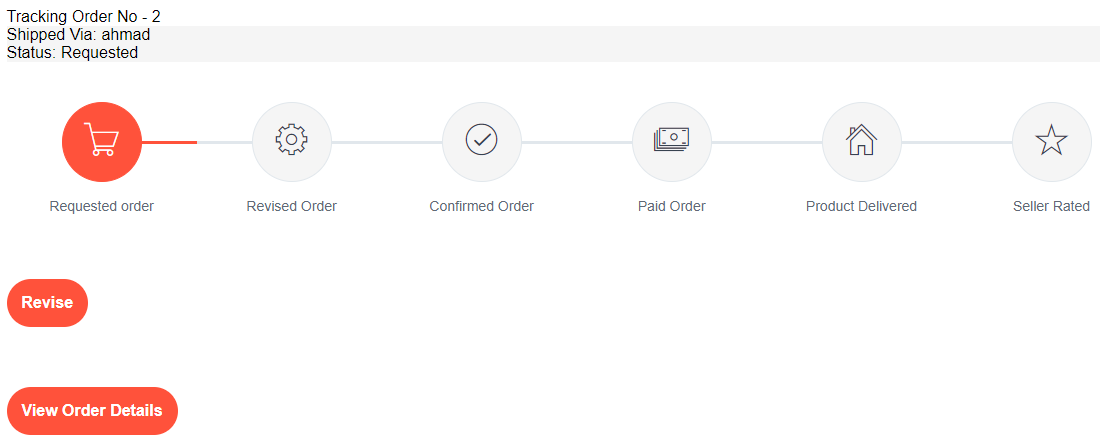 Tracking Order No - 2
Shipped Via: ahmad
Status: Requested
Requested order
Revised Order
Confirmed Order
Paid Order
Product Delivered
Seller Rated
Revise
View Order Details